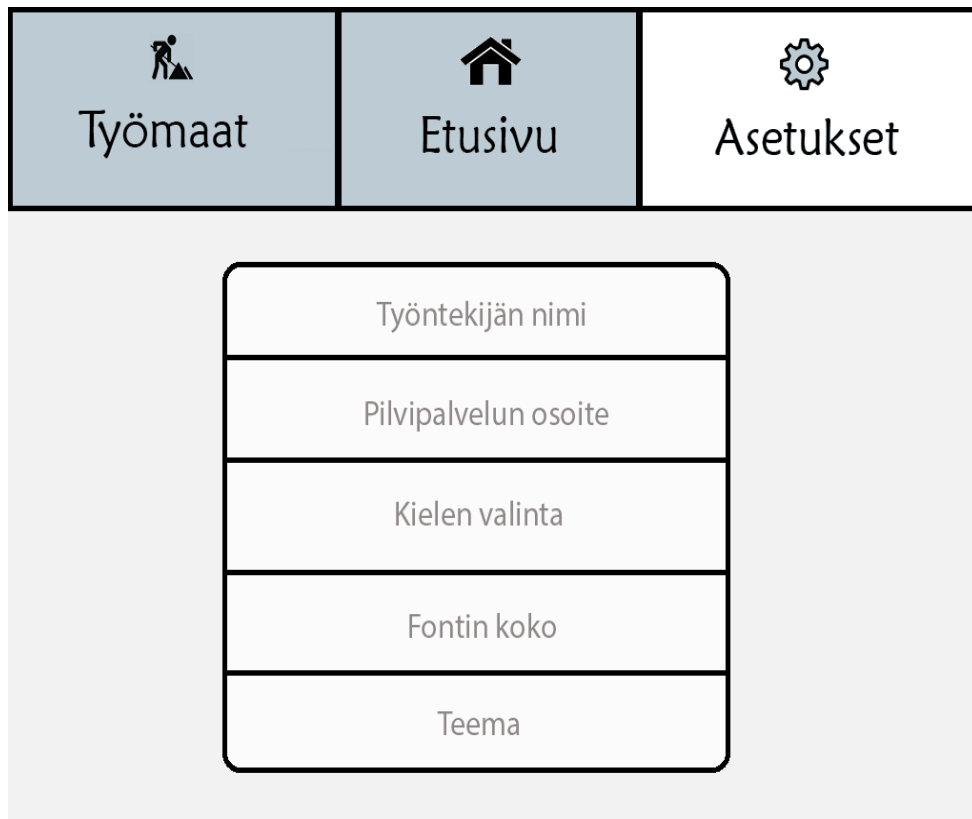 Työmaat
Etusivu
Asetukset
Työntekijän nimi
Pilvipalvelun osoite
Kielen valinta
Fontin koko
Teema